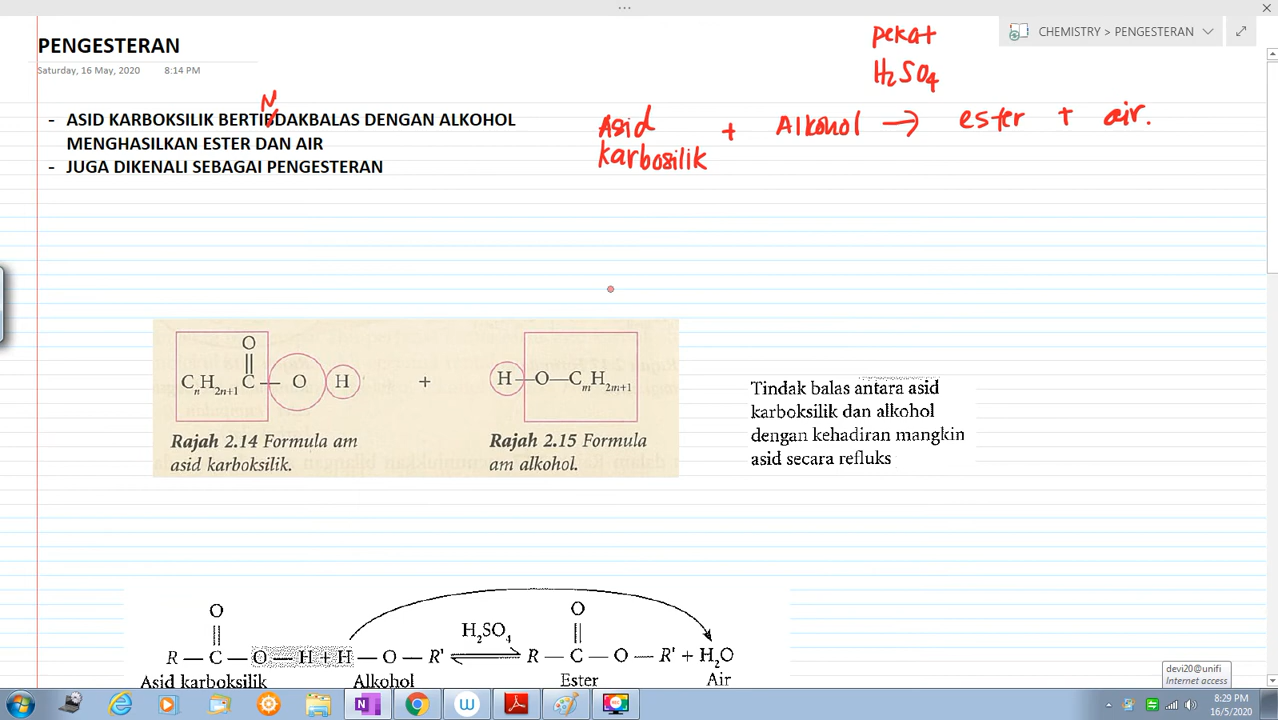 CHEMISTRY > PENGESTERAN
PENGESTERAN
Saturday, 16 May, 2020 8:14 PM
pekat
H₂SO₄
N
- ASID KARBOKSILIK BERTIBDAKBALAS DENGAN ALKOHOL
MENGHASILKAN ESTER DAN AIR
- JUGA DIKENALI SEBAGAI PENGESTERAN
Asid + Alkohol → ester + air.
karbosilik
O
||
CₙH₂ₙ₊₁ C — O H + H — O — CₘH₂ₘ₊₁
Rajah 2.14 Formula am
asid karboksilik.
Rajah 2.15 Formula
am alkohol.
Tindak balas antara asid
karboksilik dan alkohol
dengan kehadiran mangkin
asid secara refluks
O O
|| H₂SO₄ ||
R — C — O — H + H — O — R' ⇌ R — C — O — R' + H₂O
Asid karboksilik Alkohol Ester Air
devi20@unifi
Internet access
8:29 PM
16/5/2020